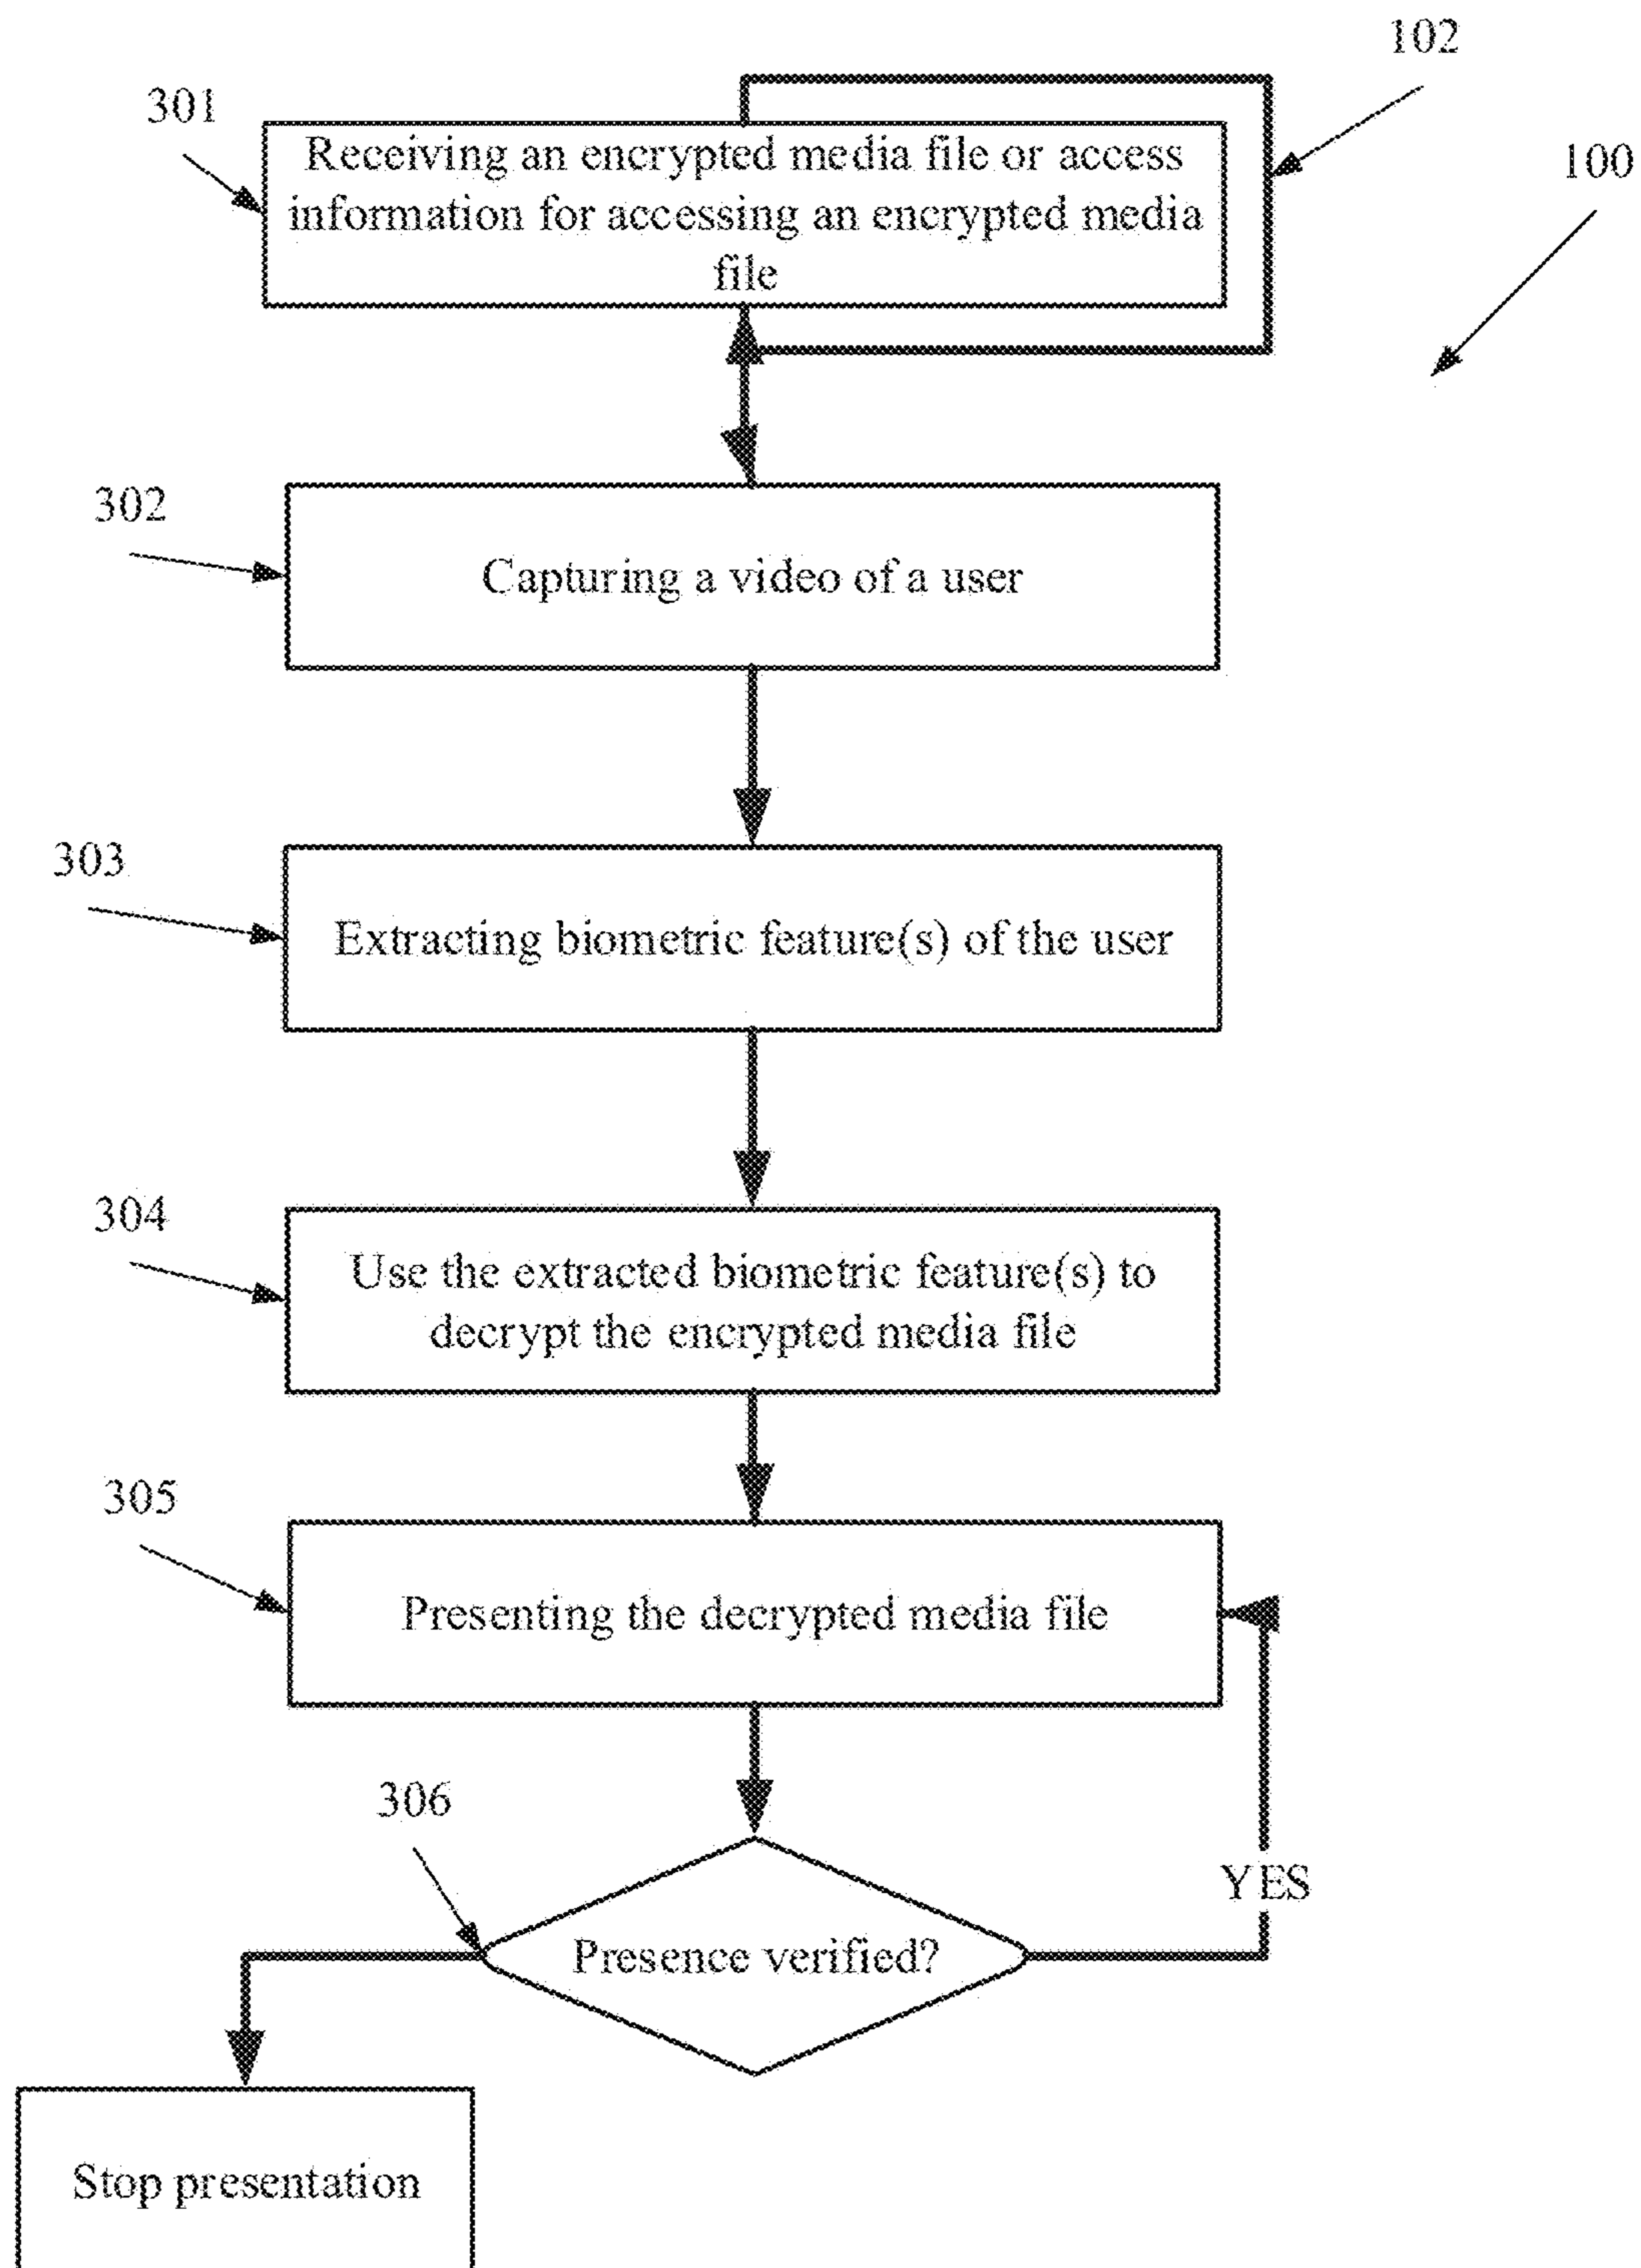 102
301
100
Receiving an encrypted media file or access
information for accessing an encrypted media
file
302
Capturing a video of a user
303
Extracting biometric feature(s) of the user
304
Use the extracted biometric feature(s) to
decrypt the encrypted media file
305
Presenting the decrypted media file
306
YES
Presence verified?
Stop presentation